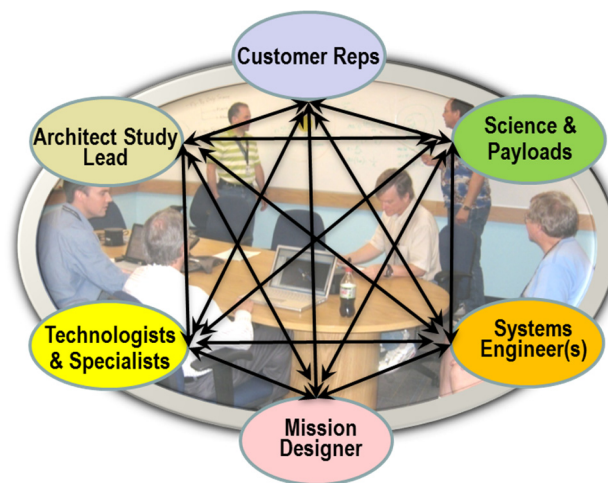 Customer Reps
Architect Study
Lead
Science &
Payloads
Technologists
& Specialists
Systems
Engineer(s)
Mission
Designer